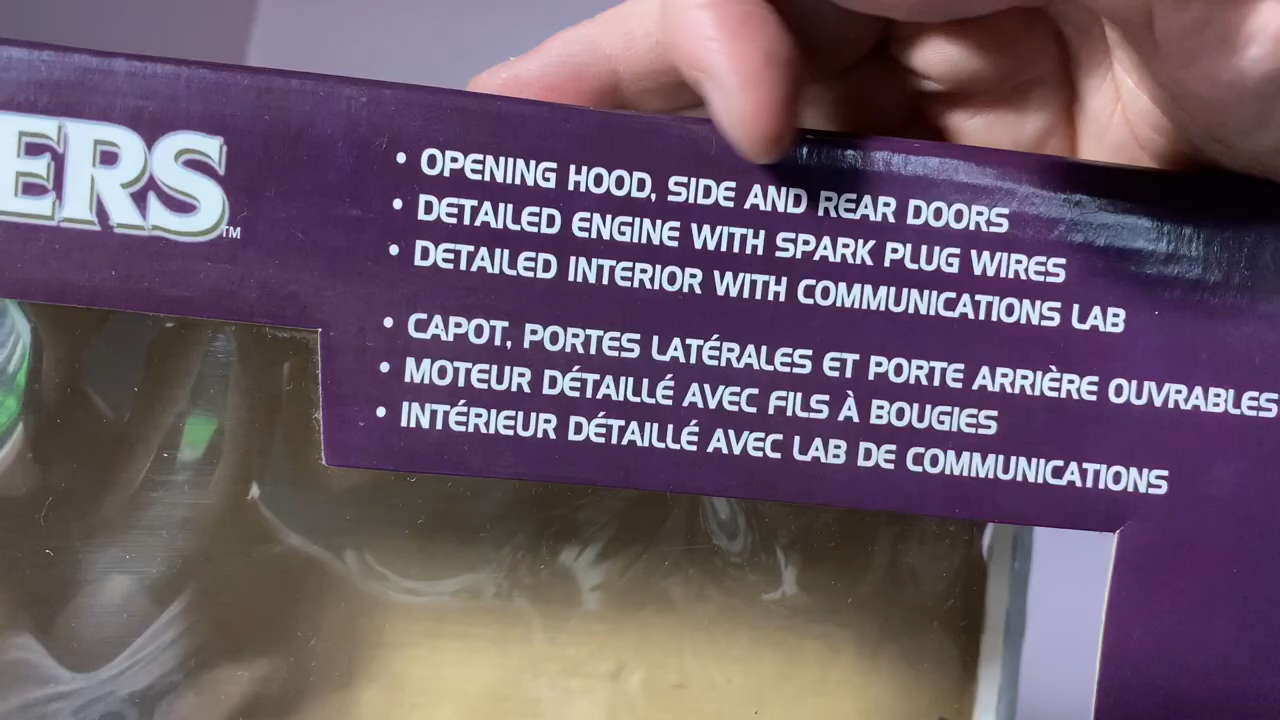 ERS™
• OPENING HOOD, SIDE AND REAR DOORS
• DETAILED ENGINE WITH SPARK PLUG WIRES
• DETAILED INTERIOR WITH COMMUNICATIONS LAB
• CAPOT, PORTES LATÉRALES ET PORTE ARRIÈRE OUVRABLES
• MOTEUR DÉTAILLÉ AVEC FILS À BOUGIES
• INTÉRIEUR DÉTAILLÉ AVEC LAB DE COMMUNICATIONS